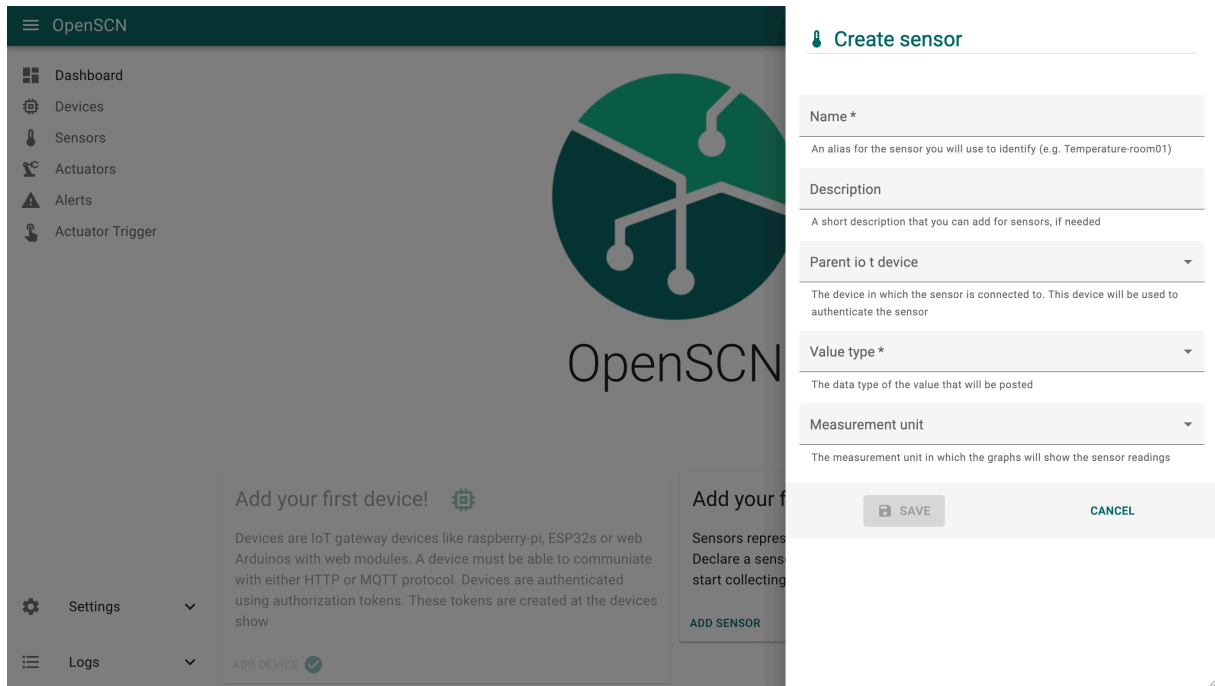 OpenSCN
Dashboard
Devices
Sensors
Actuators
Alerts
Actuator Trigger
Settings
Logs
OpenSCN
Add your first device!
Devices are IoT gateway devices like raspberry-pi, ESP32s or web
Arduinos with web modules. A device must be able to communiate
with either HTTP or MQTT protocol. Devices are authenticated
using authorization tokens. These tokens are created at the devices
show
ADD DEVICE
Add your f
Sensors repres
Declare a sens
start collecting
ADD SENSOR
Create sensor
Name *
An alias for the sensor you will use to identify (e.g. Temperature-room01)
Description
A short description that you can add for sensors, if needed
Parent io t device
The device in which the sensor is connected to. This device will be used to
authenticate the sensor
Value type *
The data type of the value that will be posted
Measurement unit
The measurement unit in which the graphs will show the sensor readings
SAVE
CANCEL